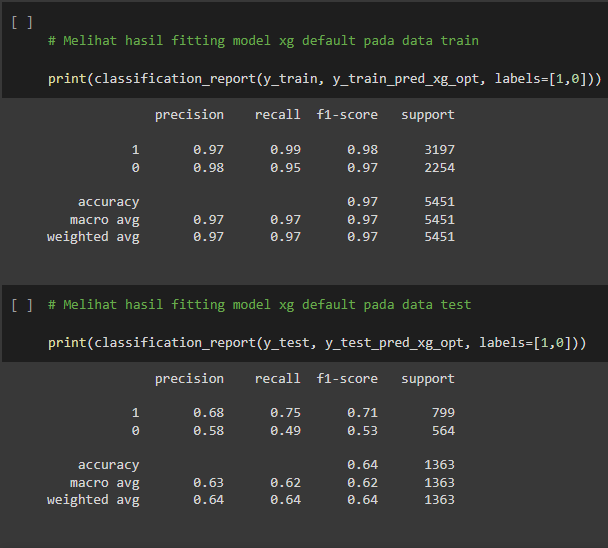 [ ]
# Melihat hasil fitting model xg default pada data train
print(classification_report(y_train, y_train_pred_xg_opt, labels=[1,0]))
precision recall f1-score support
1 0.97 0.99 0.98 3197
0 0.98 0.95 0.97 2254
accuracy 0.97 5451
macro avg 0.97 0.97 0.97 5451
weighted avg 0.97 0.97 0.97 5451
[ ] # Melihat hasil fitting model xg default pada data test
print(classification_report(y_test, y_test_pred_xg_opt, labels=[1,0]))
precision recall f1-score support
1 0.68 0.75 0.71 799
0 0.58 0.49 0.53 564
accuracy 0.64 1363
macro avg 0.63 0.62 0.62 1363
weighted avg 0.64 0.64 0.64 1363